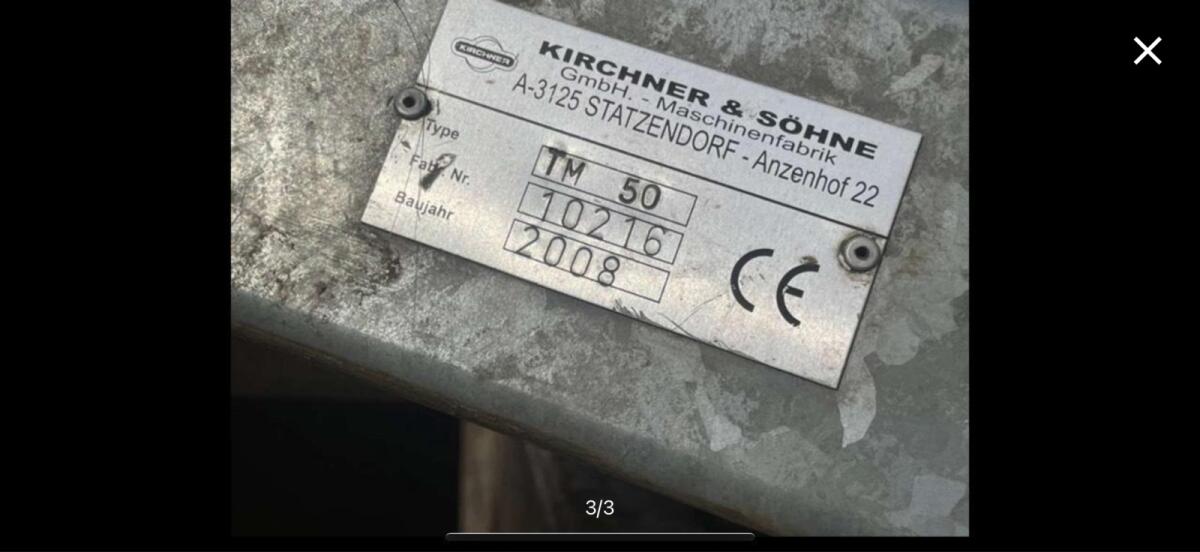 KIRCHNER
KIRCHNER & SÖHNE
GmbH. - Maschinenfabrik
A-3125 STATZENDORF - Anzenhof 22
Type TM 50
Fabr. Nr. 10216
Baujahr 2008
CE
3/3